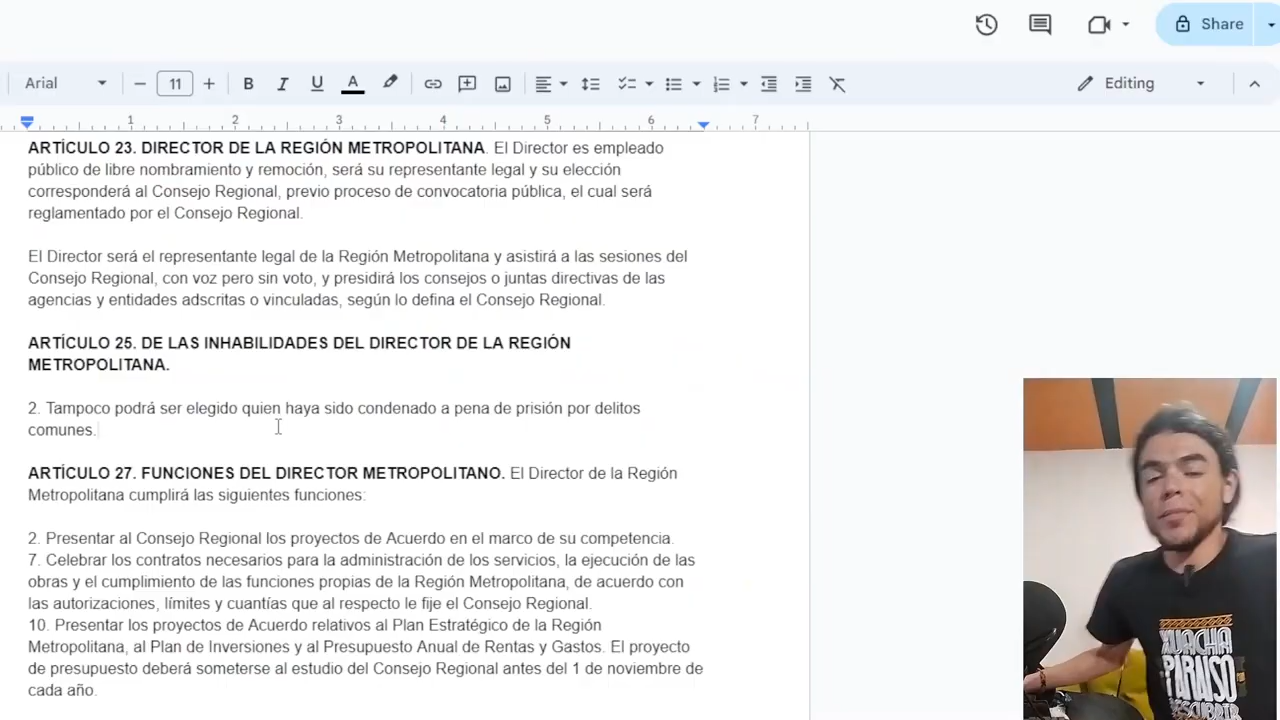 Share
Arial
11
B
I
U
A
Editing
1
2
3
4
5
6
7
ARTÍCULO 23. DIRECTOR DE LA REGIÓN METROPOLITANA. El Director es empleado
público de libre nombramiento y remoción, será su representante legal y su elección
corresponderá al Consejo Regional, previo proceso de convocatoria pública, el cual será
reglamentado por el Consejo Regional.
El Director será el representante legal de la Región Metropolitana y asistirá a las sesiones del
Consejo Regional, con voz pero sin voto, y presidirá los consejos o juntas directivas de las
agencias y entidades adscritas o vinculadas, según lo defina el Consejo Regional.
ARTÍCULO 25. DE LAS INHABILIDADES DEL DIRECTOR DE LA REGIÓN
METROPOLITANA.
2. Tampoco podrá ser elegido quien haya sido condenado a pena de prisión por delitos
comunes.
ARTÍCULO 27. FUNCIONES DEL DIRECTOR METROPOLITANO. El Director de la Región
Metropolitana cumplirá las siguientes funciones:
2. Presentar al Consejo Regional los proyectos de Acuerdo en el marco de su competencia.
7. Celebrar los contratos necesarios para la administración de los servicios, la ejecución de las
obras y el cumplimiento de las funciones propias de la Región Metropolitana, de acuerdo con
las autorizaciones, límites y cuantías que al respecto le fije el Consejo Regional.
10. Presentar los proyectos de Acuerdo relativos al Plan Estratégico de la Región
Metropolitana, al Plan de Inversiones y al Presupuesto Anual de Rentas y Gastos. El proyecto
de presupuesto deberá someterse al estudio del Consejo Regional antes del 1 de noviembre de
cada año.
XUACHA
PARAISO